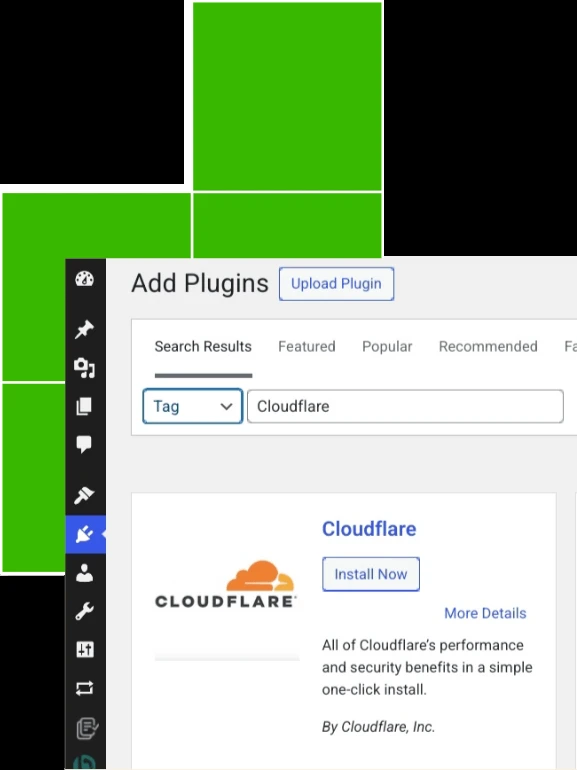 Add Plugins Upload Plugin
Search Results Featured Popular Recommended Fa
Tag Cloudflare
Cloudflare
Install Now
CLOUDFLARE
More Details
All of Cloudflare's performance
and security benefits in a simple
one-click install.
By Cloudflare, Inc.